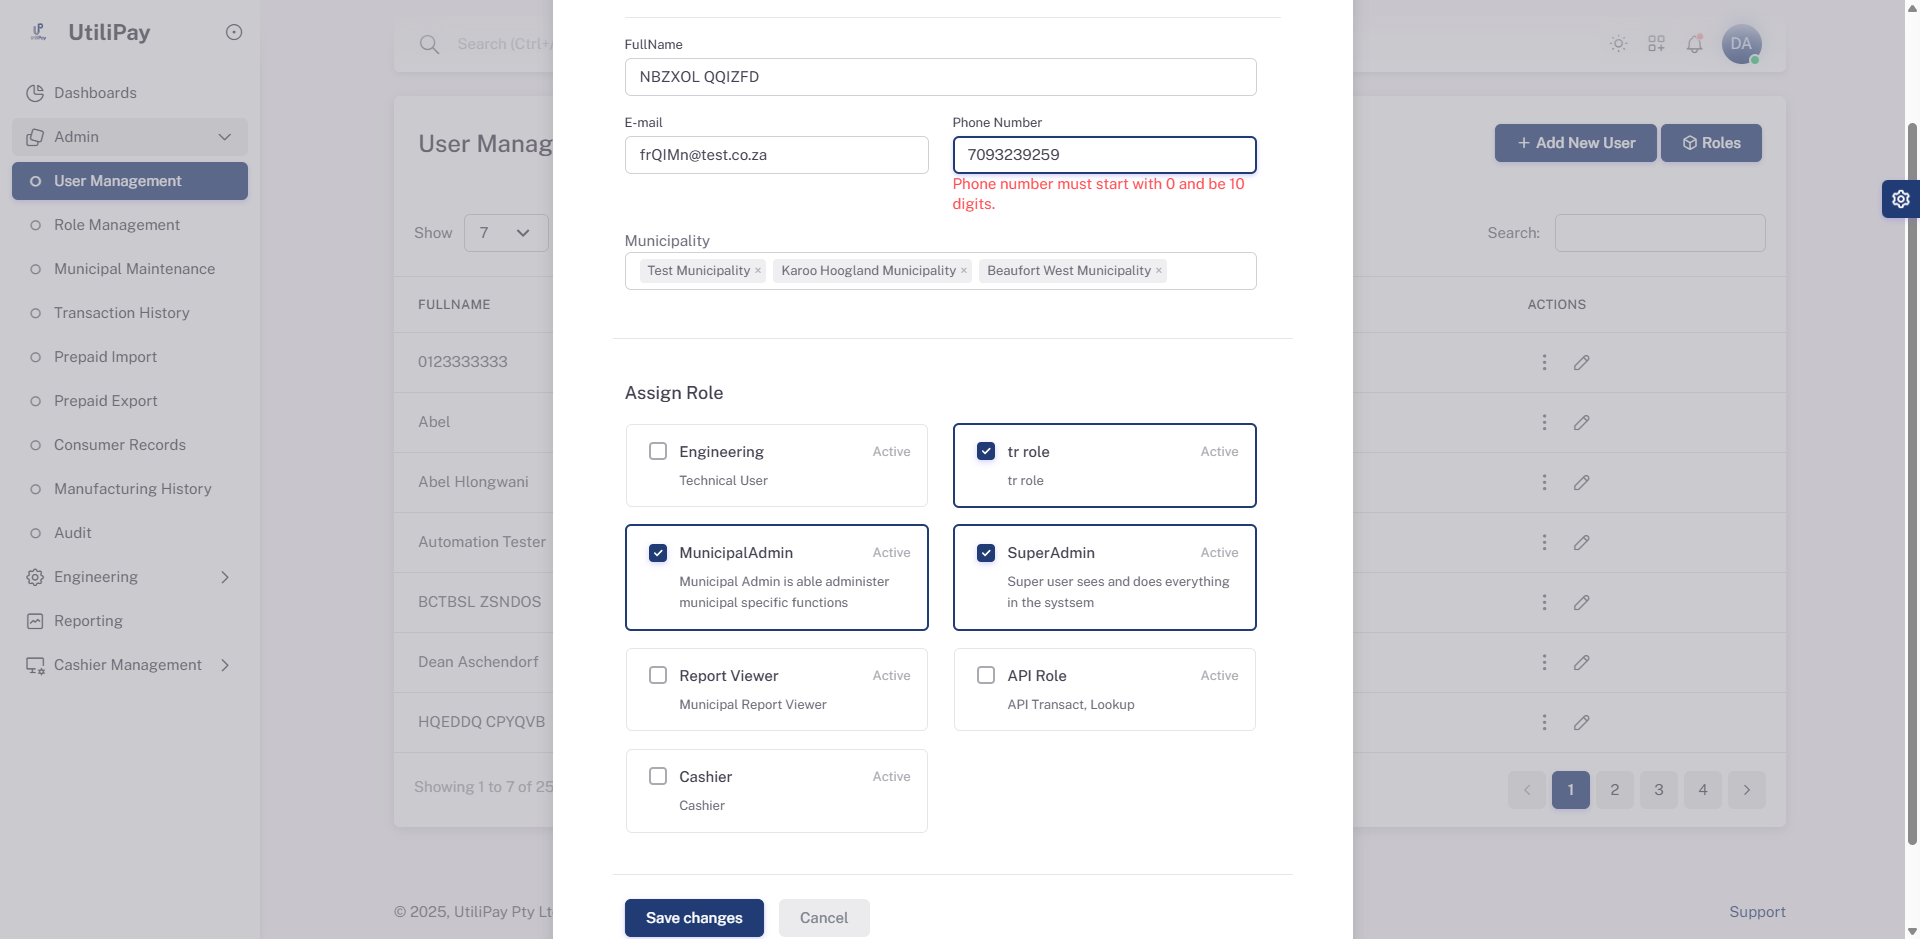 UtiliPay
Dashboards
Admin
User Management
Role Management
Municipal Maintenance
Transaction History
Prepaid Import
Prepaid Export
Consumer Records
Manufacturing History
Audit
Engineering
Reporting
Cashier Management
Search (Ctrl+/
DA
User Manag
+ Add New User
Roles
Show
7
Search:
FULLNAME
ACTIONS
0123333333
Abel
Abel Hlongwani
Automation Tester
BCTBSL ZSNDOS
Dean Aschendorf
HQEDDQ CPYQVB
Showing 1 to 7 of 25
1
2
3
4
© 2025, UtiliPay Pty Lt
Support
FullName
NBZXOL QQIZFD
E-mail
Phone Number
frQIMn@test.co.za
7093239259
Phone number must start with 0 and be 10
digits.
Municipality
Test Municipality ×
Karoo Hoogland Municipality ×
Beaufort West Municipality ×
Assign Role
Engineering
Active
Technical User
tr role
Active
tr role
MunicipalAdmin
Active
Municipal Admin is able administer
municipal specific functions
SuperAdmin
Active
Super user sees and does everything
in the systsem
Report Viewer
Active
Municipal Report Viewer
API Role
Active
API Transact, Lookup
Cashier
Active
Cashier
Save changes
Cancel